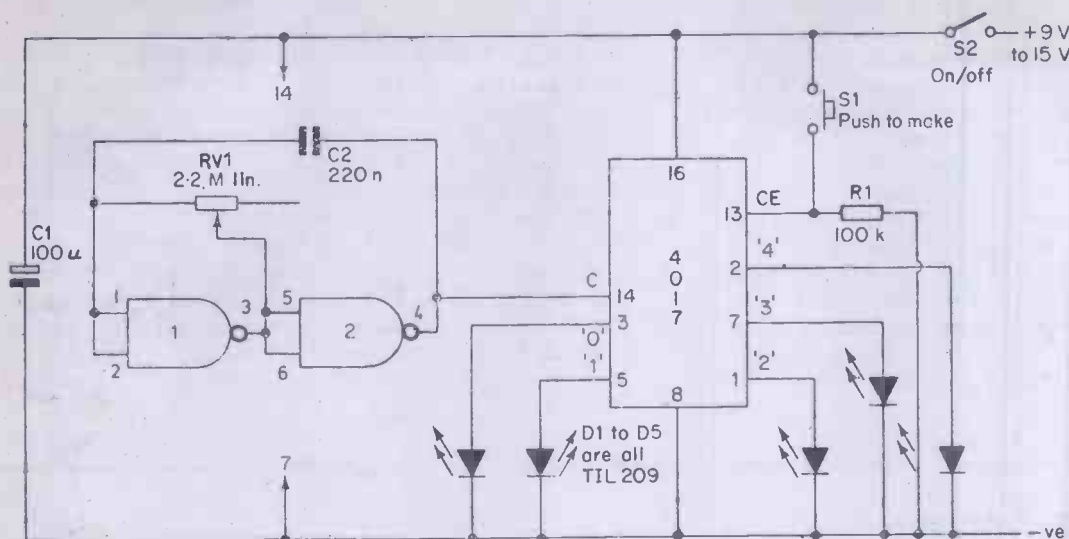 +9 V
to 15 V
S2
On/off
14
S1
Push to make
C2
220 n
RV1
2·2 M lin.
16
CE
13
R1
100 k
C1
100 u
'4'
2
4
0
1
7
C
14
1
3
5
4
1
2
2
6
3
'0'
'3'
7
'1'
5
'2'
1
8
D1 to D5
are all
TIL 209
7
-ve